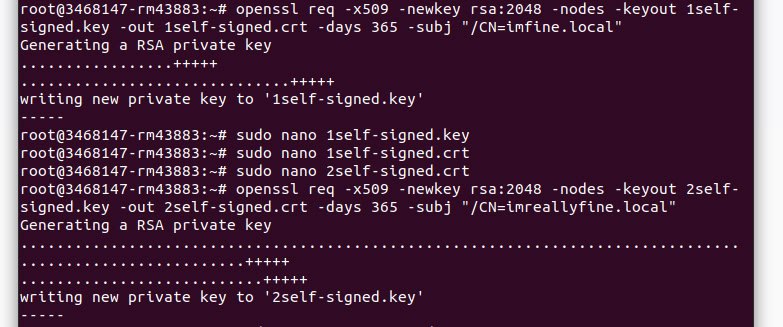 root@3468147-rm43883:~# openssl req -x509 -newkey rsa:2048 -nodes -keyout 1self-
signed.key -out 1self-signed.crt -days 365 -subj "/CN=imfine.local"
Generating a RSA private key
.................+++++
..............................+++++
writing new private key to '1self-signed.key'
-----
root@3468147-rm43883:~# sudo nano 1self-signed.key
root@3468147-rm43883:~# sudo nano 1self-signed.crt
root@3468147-rm43883:~# sudo nano 2self-signed.crt
root@3468147-rm43883:~# openssl req -x509 -newkey rsa:2048 -nodes -keyout 2self-
signed.key -out 2self-signed.crt -days 365 -subj "/CN=imreallyfine.local"
Generating a RSA private key
................................................................................
.........................+++++
...........................+++++
writing new private key to '2self-signed.key'
-----